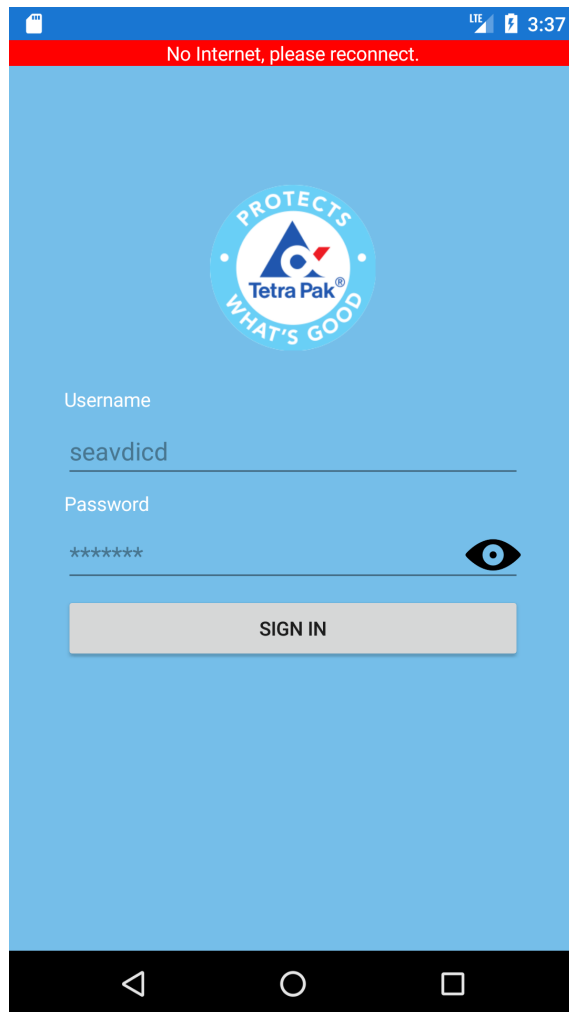 LTE 3:37
No Internet, please reconnect.
PROTECTS
Tetra Pak®
WHAT'S GOOD
Username
seavdicd
Password
*******
SIGN IN